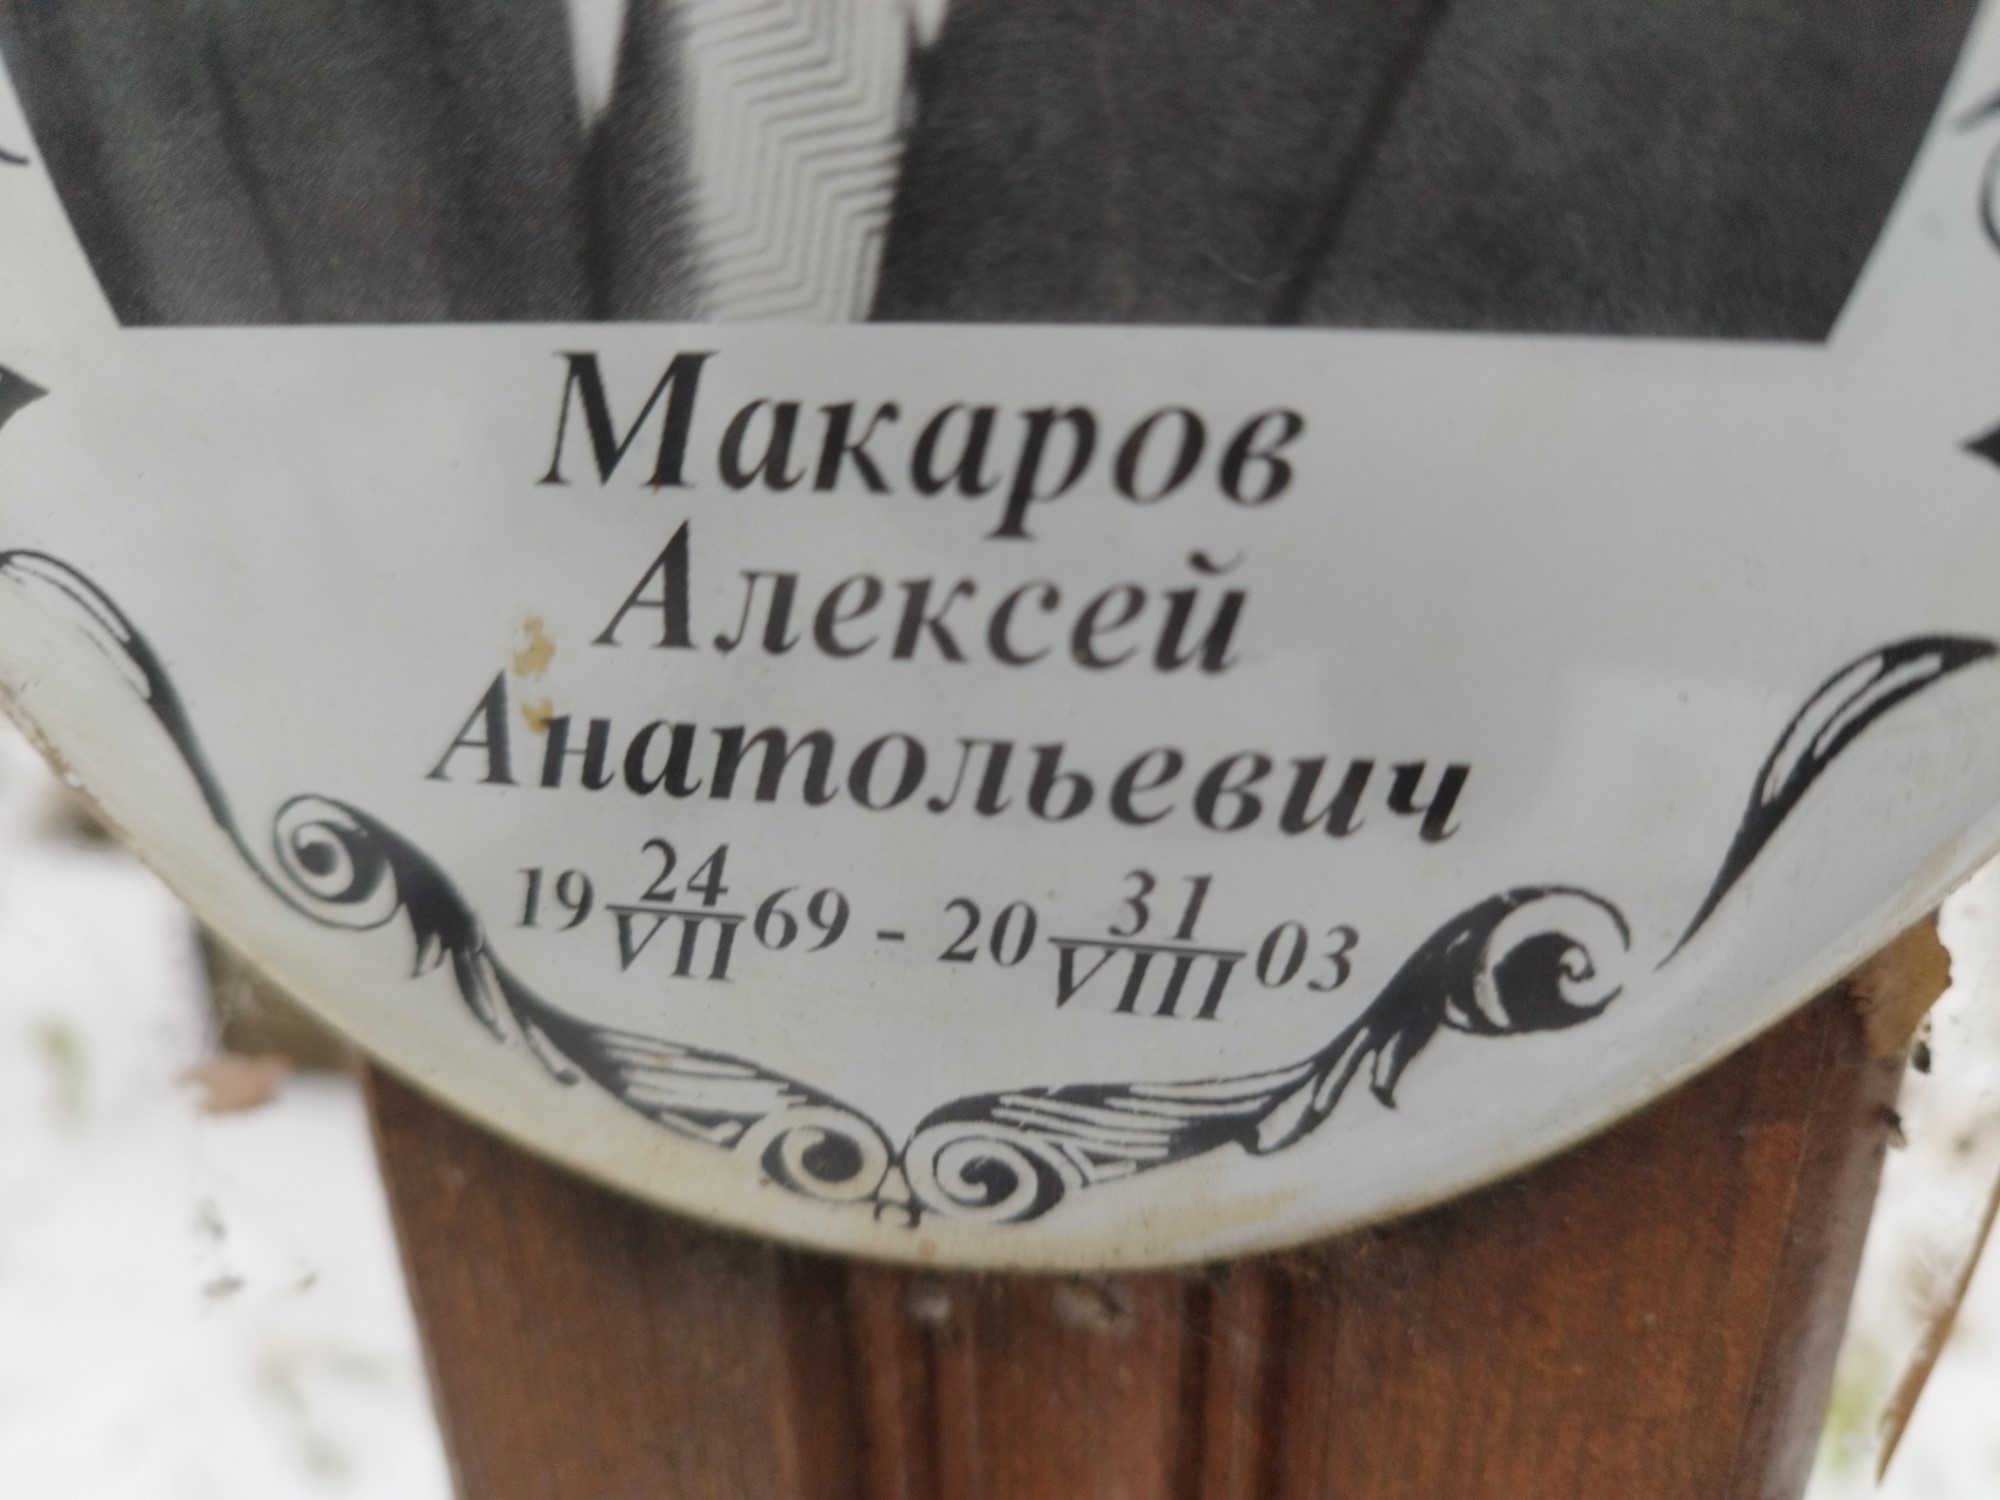 Макаров
Алексей
Анатольевич
19 24/VII 69 - 20 31/VIII 03